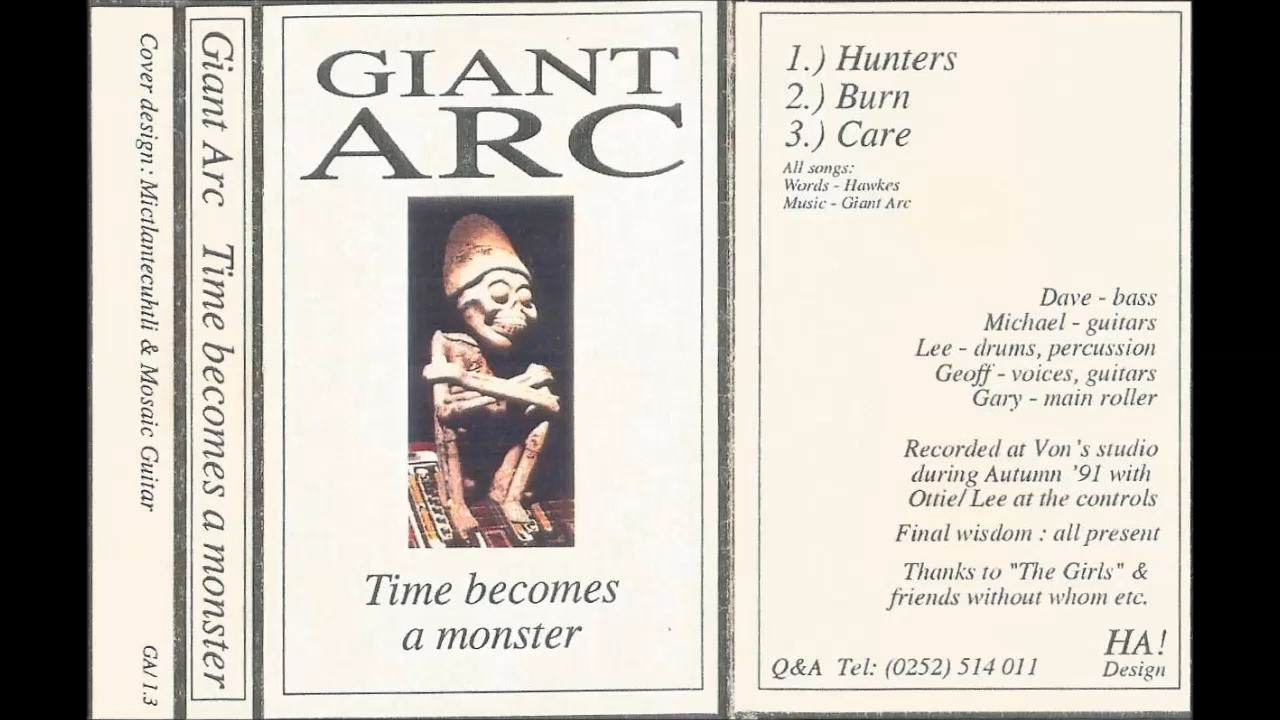 Cover design : Mictlantecuhtli & Mosaic Guitar
GA/ 1.3
Giant Arc Time becomes a monster
GIANT
ARC
Time becomes
a monster
1.) Hunters
2.) Burn
3.) Care
All songs:
Words - Hawkes
Music - Giant Arc
Dave - bass
Michael - guitars
Lee - drums, percussion
Geoff - voices, guitars
Gary - main roller
Recorded at Von's studio
during Autumn '91 with
Ottie/ Lee at the controls
Final wisdom : all present
Thanks to "The Girls" &
friends without whom etc.
HA!
Design
Q&A Tel: (0252) 514 011